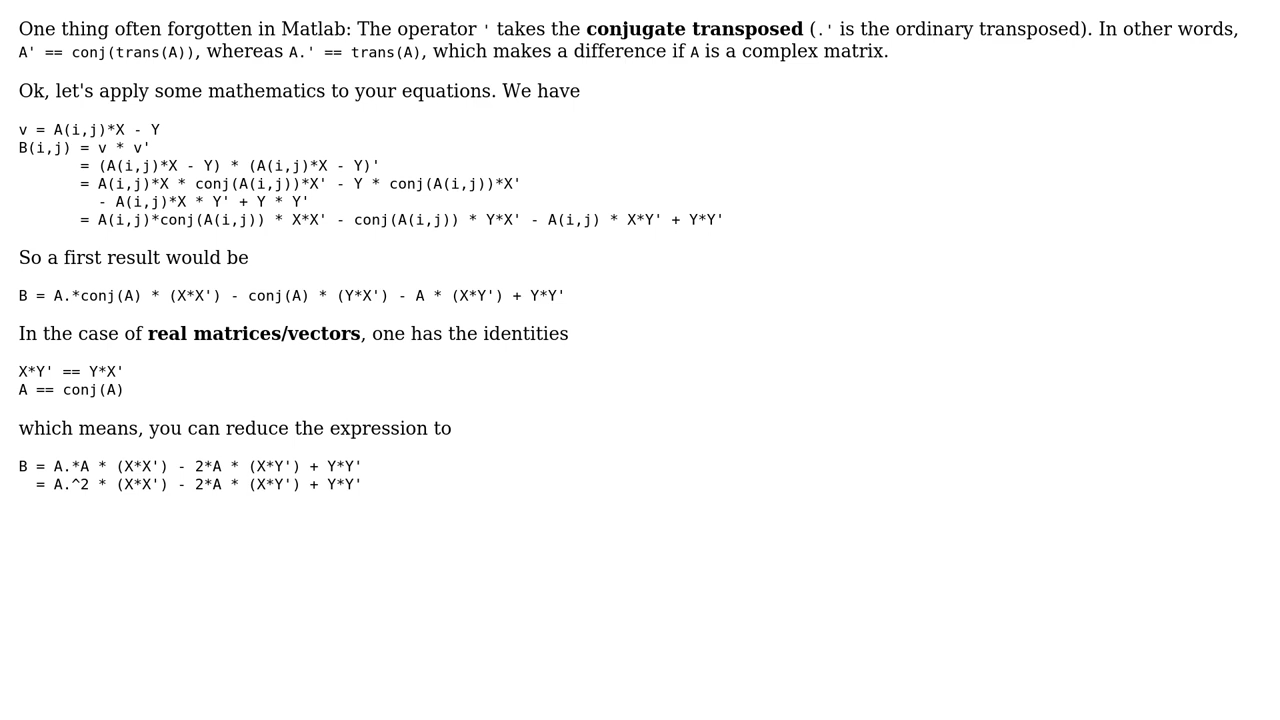 One thing often forgotten in Matlab: The operator ' takes the conjugate transposed (.' is the ordinary transposed). In other words,
A' == conj(trans(A)), whereas A.' == trans(A), which makes a difference if A is a complex matrix.
Ok, let's apply some mathematics to your equations. We have
v = A(i,j)*X - Y
B(i,j) = v * v'
       = (A(i,j)*X - Y) * (A(i,j)*X - Y)'
       = A(i,j)*X * conj(A(i,j))*X' - Y * conj(A(i,j))*X'
         - A(i,j)*X * Y' + Y * Y'
       = A(i,j)*conj(A(i,j)) * X*X' - conj(A(i,j)) * Y*X' - A(i,j) * X*Y' + Y*Y'
So a first result would be
B = A.*conj(A) * (X*X') - conj(A) * (Y*X') - A * (X*Y') + Y*Y'
In the case of real matrices/vectors, one has the identities
X*Y' == Y*X'
A == conj(A)
which means, you can reduce the expression to
B = A.*A * (X*X') - 2*A * (X*Y') + Y*Y'
  = A.^2 * (X*X') - 2*A * (X*Y') + Y*Y'